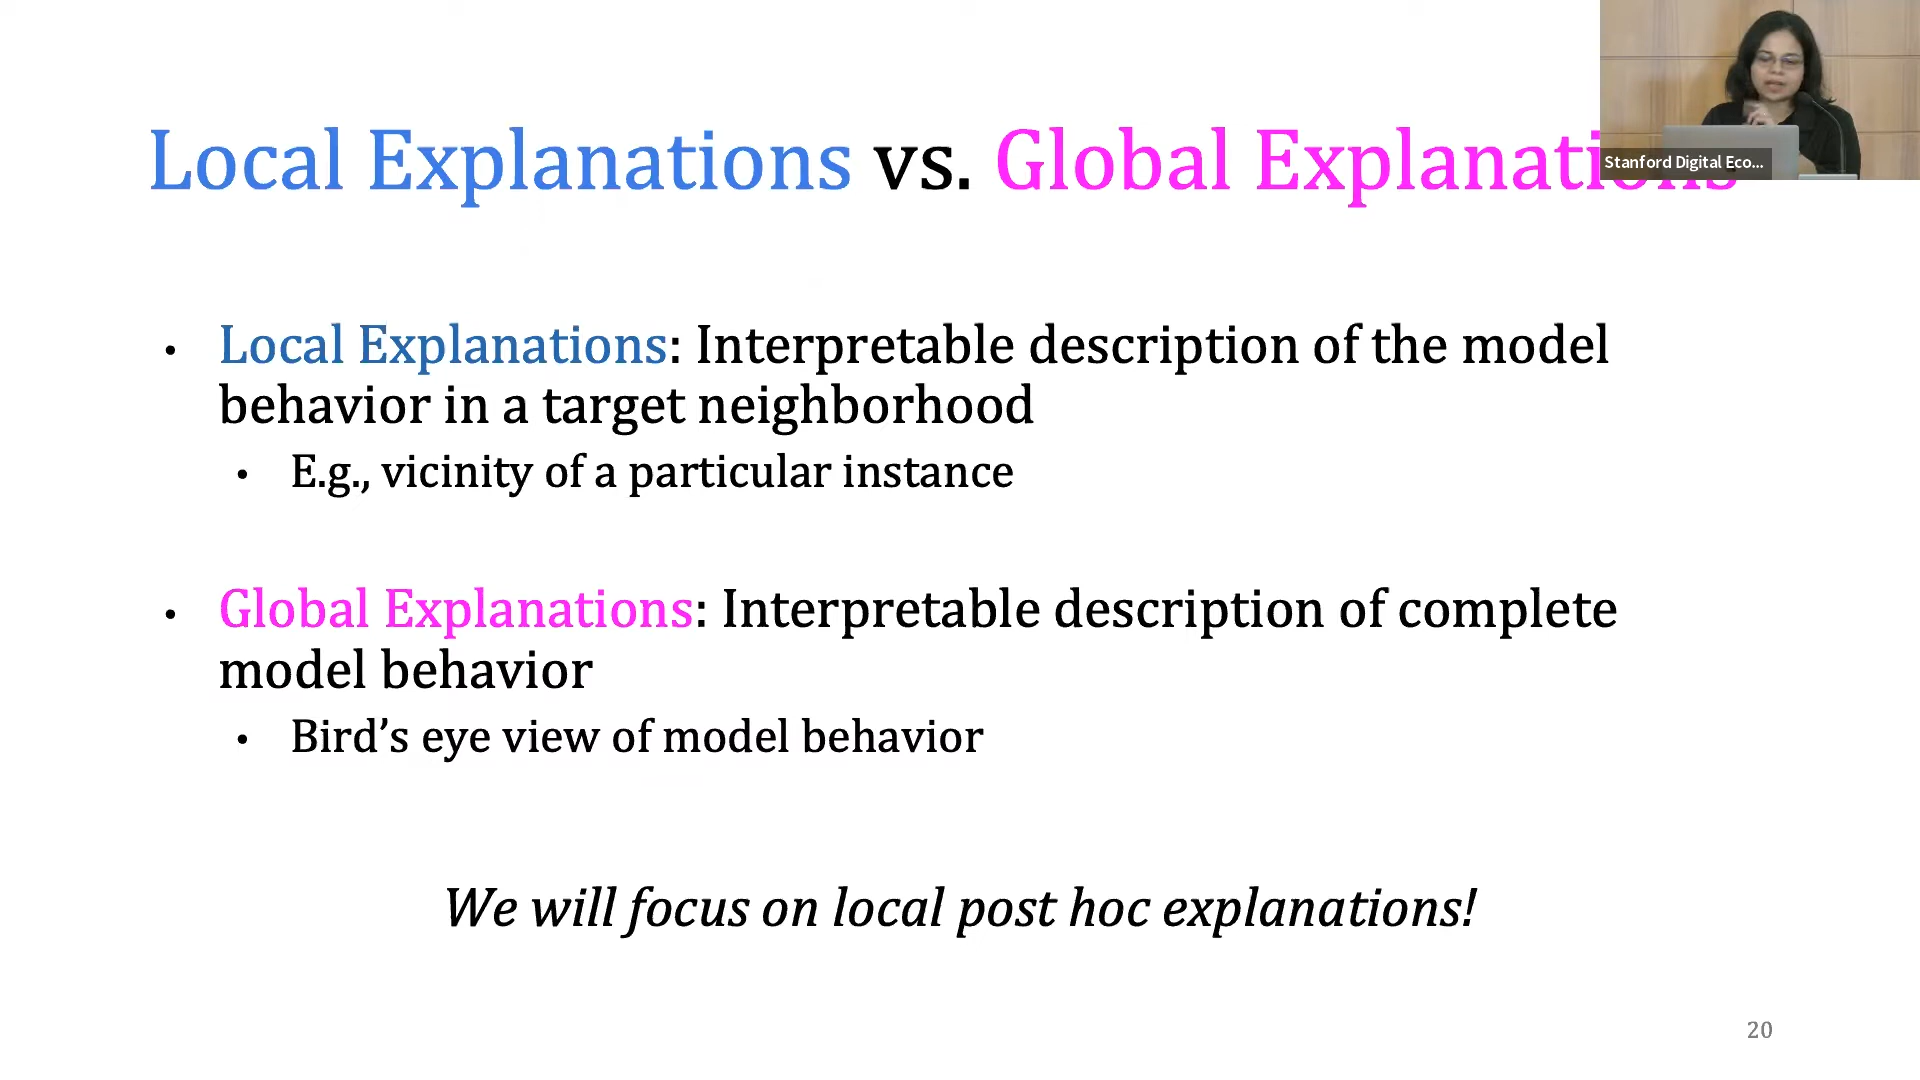 Local Explanations vs. Global Explanations
Stanford Digital Eco...
• Local Explanations: Interpretable description of the model
behavior in a target neighborhood
• E.g., vicinity of a particular instance
• Global Explanations: Interpretable description of complete
model behavior
• Bird’s eye view of model behavior
We will focus on local post hoc explanations!
20